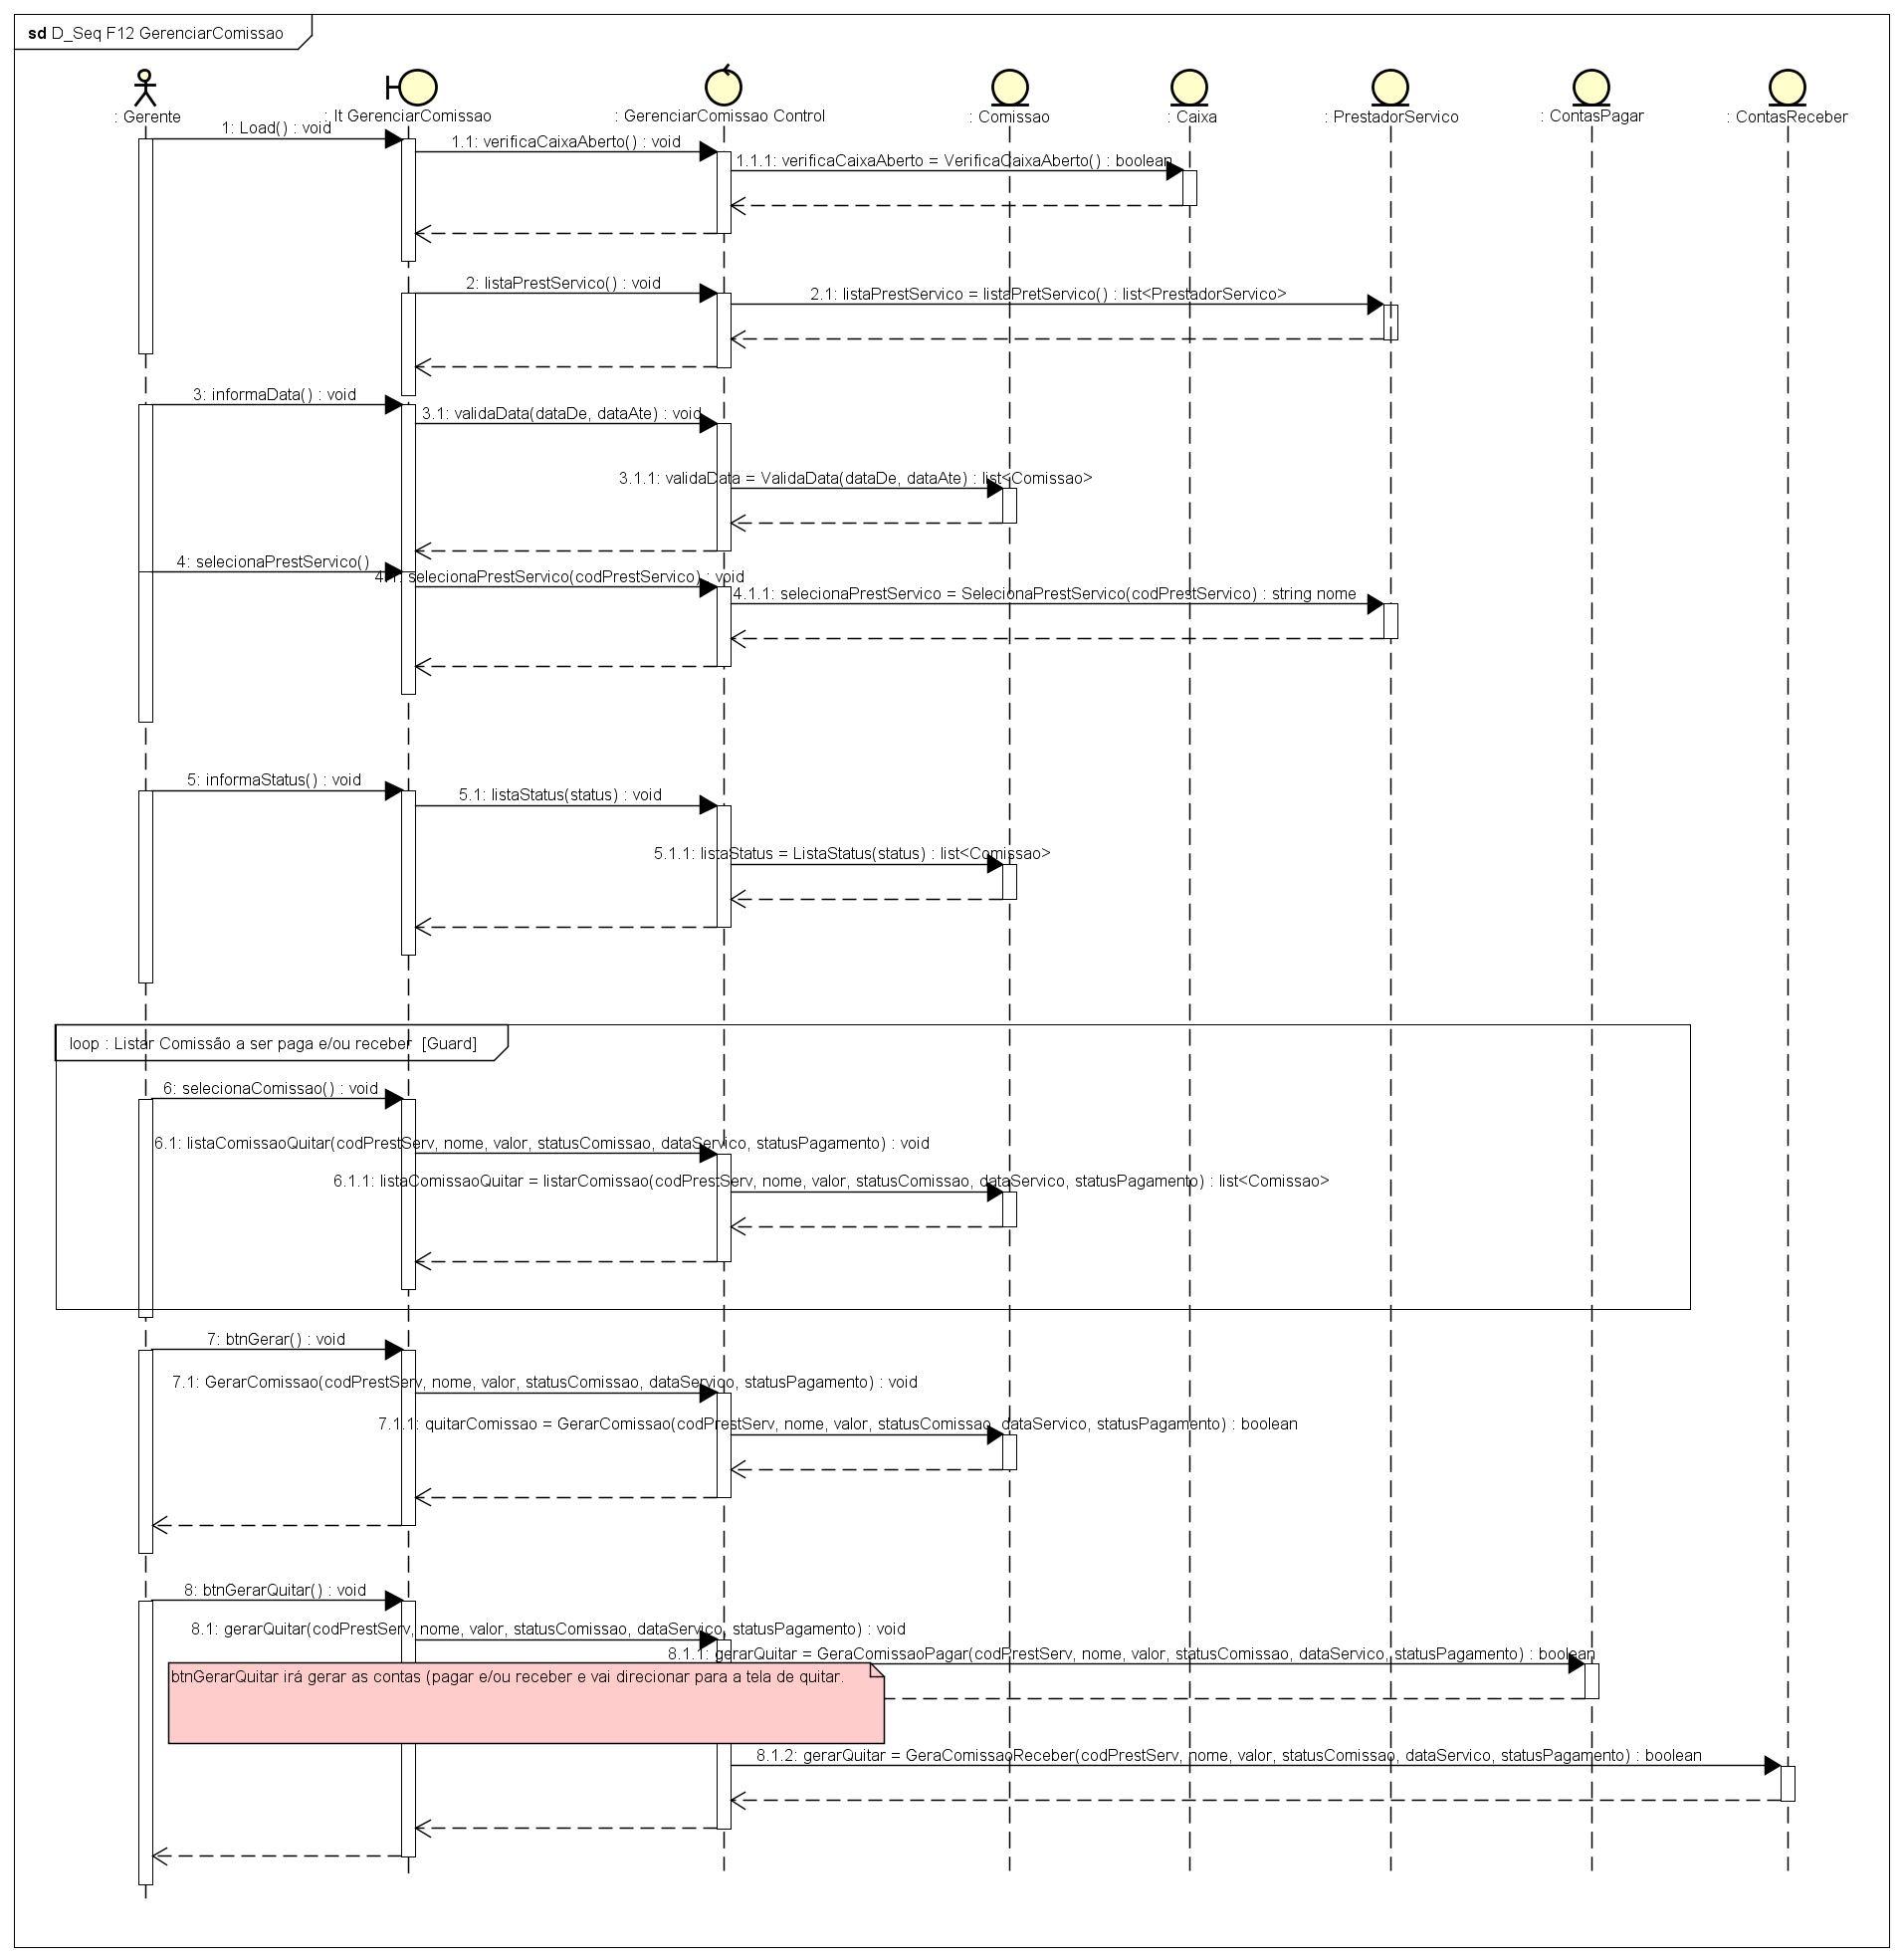 sd D_Seq F12 GerenciarComissao
: Gerente
: It GerenciarComissao
: GerenciarComissao Control
: Comissao
: Caixa
: PrestadorServico
: ContasPagar
: ContasReceber
1: Load() : void
1.1: verificaCaixaAberto() : void
1.1.1: verificaCaixaAberto = VerificaCaixaAberto() : boolean
2: listaPrestServico() : void
2.1: listaPrestServico = listaPretServico() : list<PrestadorServico>
3: informaData() : void
3.1: validaData(dataDe, dataAte) : void
3.1.1: validaData = ValidaData(dataDe, dataAte) : list<Comissao>
4: selecionaPrestServico()
4.1: selecionaPrestServico(codPrestServico) : void
4.1.1: selecionaPrestServico = SelecionaPrestServico(codPrestServico) : string nome
5: informaStatus() : void
5.1: listaStatus(status) : void
5.1.1: listaStatus = ListaStatus(status) : list<Comissao>
loop : Listar Comissão a ser paga e/ou receber [Guard]
6: selecionaComissao() : void
6.1: listaComissaoQuitar(codPrestServ, nome, valor, statusComissao, dataServico, statusPagamento) : void
6.1.1: listaComissaoQuitar = listarComissao(codPrestServ, nome, valor, statusComissao, dataServico, statusPagamento) : list<Comissao>
7: btnGerar() : void
7.1: GerarComissao(codPrestServ, nome, valor, statusComissao, dataServico, statusPagamento) : void
7.1.1: quitarComissao = GerarComissao(codPrestServ, nome, valor, statusComissao, dataServico, statusPagamento) : boolean
8: btnGerarQuitar() : void
8.1: gerarQuitar(codPrestServ, nome, valor, statusComissao, dataServico, statusPagamento) : void
8.1.1: gerarQuitar = GeraComissaoPagar(codPrestServ, nome, valor, statusComissao, dataServico, statusPagamento) : boolean
btnGerarQuitar irá gerar as contas (pagar e/ou receber e vai direcionar para a tela de quitar.
8.1.2: gerarQuitar = GeraComissaoReceber(codPrestServ, nome, valor, statusComissao, dataServico, statusPagamento) : boolean